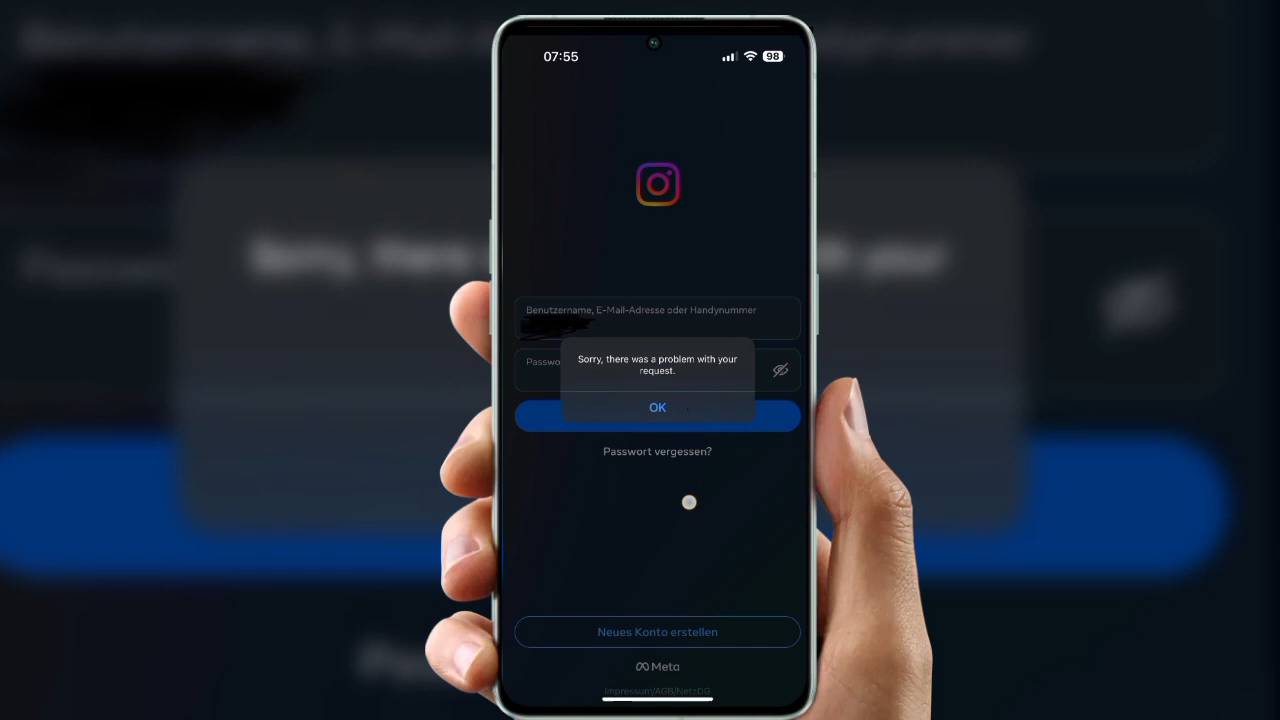 07:55
98
Benutzername, E-Mail-Adresse oder Handynummer
Sorry, there was a problem with your
request.
OK
Passwort vergessen?
Neues Konto erstellen
Meta
Impressum/AGB/NetzDG